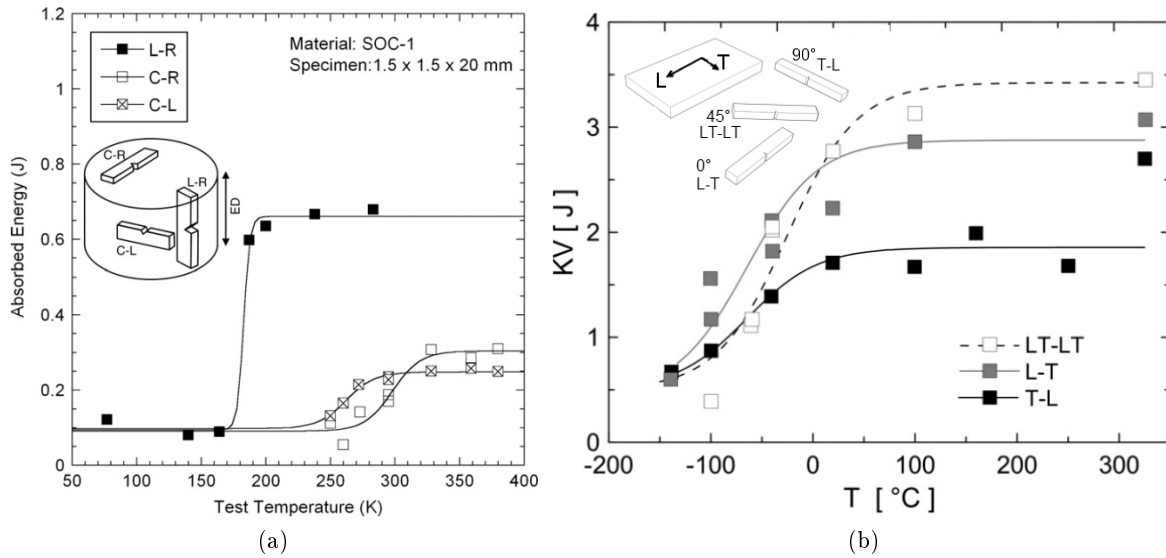 1.2
1
0.8
0.6
0.4
0.2
0
Absorbed Energy (J)
L-R
C-R
C-L
Material: SOC-1
Specimen:1.5 x 1.5 x 20 mm
C-R
L-R
C-L
ED
50 100 150 200 250 300 350 400
Test Temperature (K)
(a)
4
3
2
1
0
KV [ J ]
L
T
90°
T-L
45°
LT-LT
0°
L-T
LT-LT
L-T
T-L
-200 -100 0 100 200 300
T [ °C]
(b)